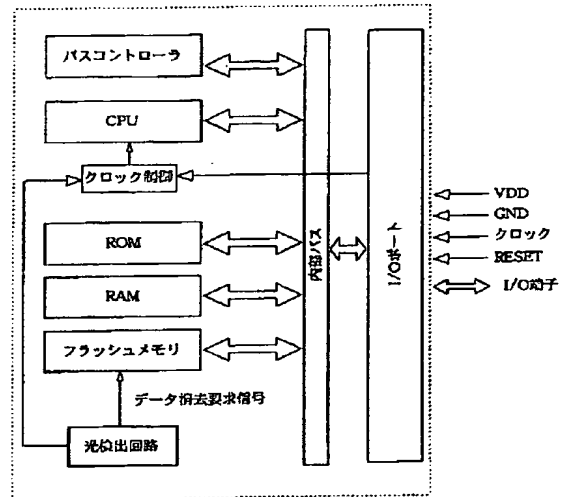 バスコントローラ
CPU
クロック制御
ROM
RAM
フラッシュメモリ
データ消去要求信号
光検出回路
内部バス
I/Oポート
VDD
GND
クロック
RESET
I/O端子